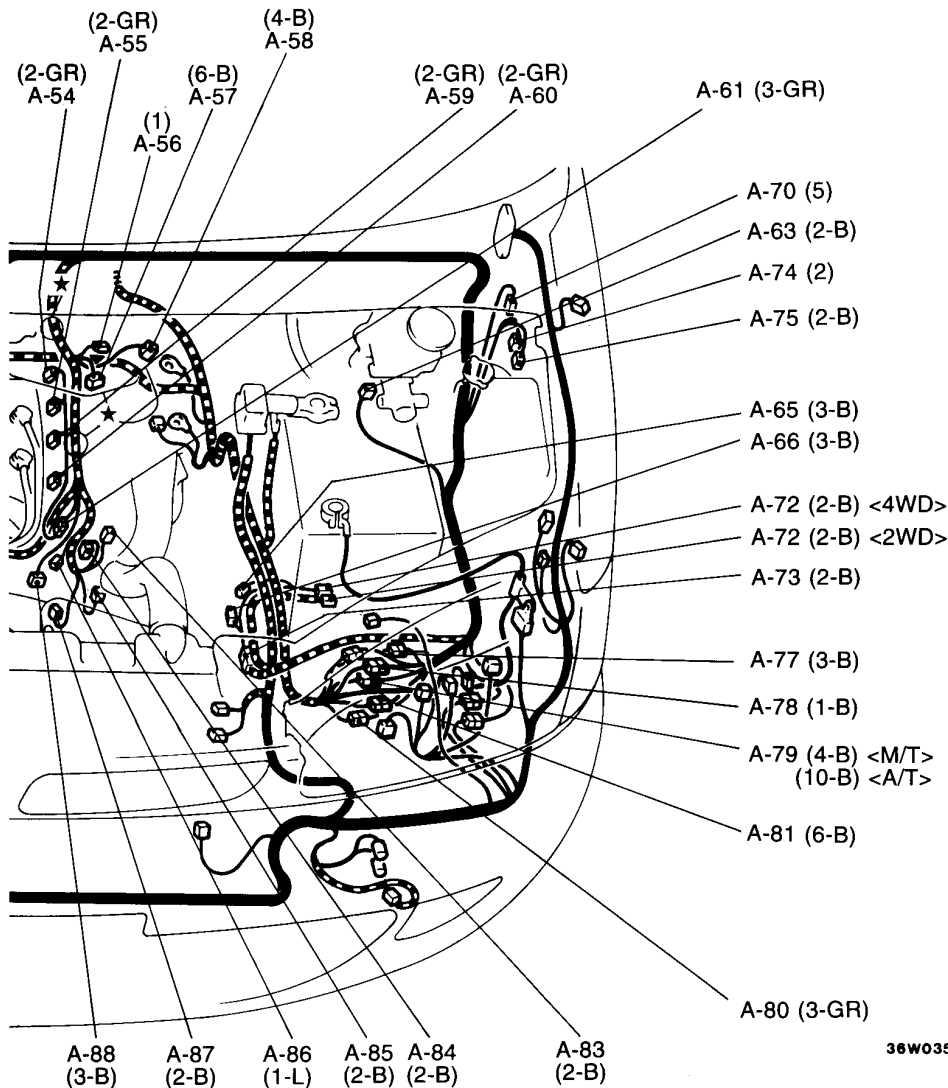 (2-GR)
A-55
(4-B)
A-58
(2-GR)
A-54
(6-B)
A-57
(1)
A-56
(2-GR)
A-59
(2-GR)
A-60
A-61 (3-GR)
A-70 (5)
A-63 (2-B)
A-74 (2)
A-75 (2-B)
A-65 (3-B)
A-66 (3-B)
A-72 (2-B) <4WD>
A-72 (2-B) <2WD>
A-73 (2-B)
A-77 (3-B)
A-78 (1-B)
A-79 (4-B) <M/T>
(10-B) <A/T>
A-81 (6-B)
A-80 (3-GR)
A-88
(3-B)
A-87
(2-B)
A-86
(1-L)
A-85
(2-B)
A-84
(2-B)
A-83
(2-B)
36W035